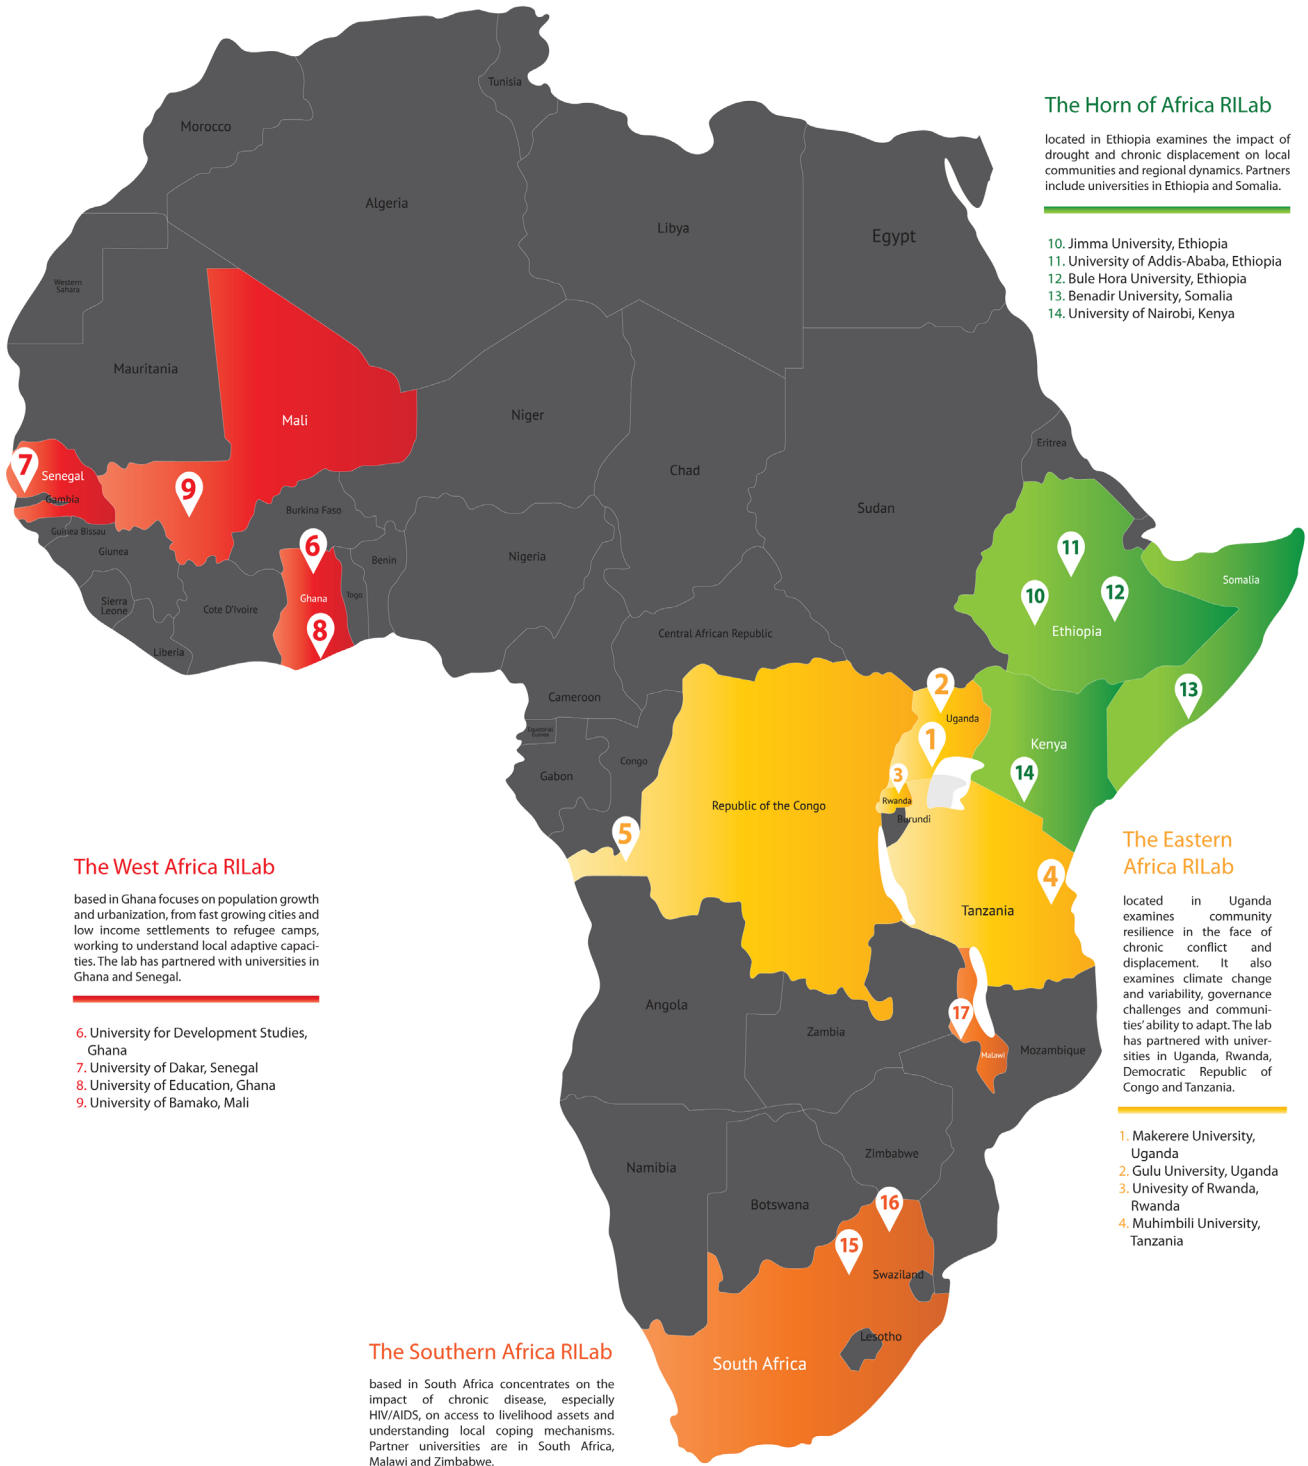 Tunisia
Morocco
Algeria
Libya
Egypt
Western
Sahara
Mauritania
Mali
Niger
Chad
Sudan
Eritrea
7
Senegal
Gambia
9
Guinea Bissau
Giunea
Burkina Faso
6
Benin
Nigeria
Ghana
Togo
8
Sierra
Leone
Cote D'Ivoire
Liberia
11
10
12
Ethiopia
Somalia
13
Central African Republic
Cameroon
Equatorial
Guinea
Gabon
Congo
2
Uganda
1
3
Rwanda
Burundi
Kenya
14
Republic of the Congo
5
4
Tanzania
Angola
Zambia
17
Malawi
Mozambique
Namibia
Zimbabwe
Botswana
16
15
Swaziland
Lesotho
South Africa
The Horn of Africa RILab
located in Ethiopia examines the impact of
drought and chronic displacement on local
communities and regional dynamics. Partners
include universities in Ethiopia and Somalia.
10. Jimma University, Ethiopia
11. University of Addis-Ababa, Ethiopia
12. Bule Hora University, Ethiopia
13. Benadir University, Somalia
14. University of Nairobi, Kenya
The West Africa RILab
based in Ghana focuses on population growth
and urbanization, from fast growing cities and
low income settlements to refugee camps,
working to understand local adaptive capaci-
ties. The lab has partnered with universities in
Ghana and Senegal.
6. University for Development Studies,
Ghana
7. University of Dakar, Senegal
8. University of Education, Ghana
9. University of Bamako, Mali
The Eastern
Africa RILab
located in Uganda
examines community
resilience in the face of
chronic conflict and
displacement. It also
examines climate change
and variability, governance
challenges and communi-
ties' ability to adapt. The lab
has partnered with univer-
sities in Uganda, Rwanda,
Democratic Republic of
Congo and Tanzania.
1. Makerere University,
Uganda
2. Gulu University, Uganda
3. Univesity of Rwanda,
Rwanda
4. Muhimbili University,
Tanzania
The Southern Africa RILab
based in South Africa concentrates on the
impact of chronic disease, especially
HIV/AIDS, on access to livelihood assets and
understanding local coping mechanisms.
Partner universities are in South Africa,
Malawi and Zimbabwe.